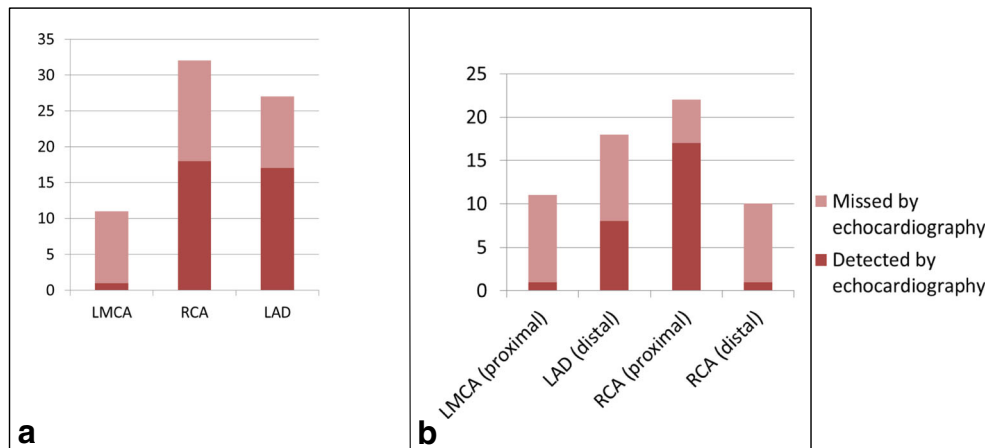 35
30
25
20
15
10
5
0
LMCA
RCA
LAD
a
25
20
15
10
5
0
LMCA (proximal)
LAD (distal)
RCA (proximal)
RCA (distal)
b
Missed by
echocardiography
Detected by
echocardiography